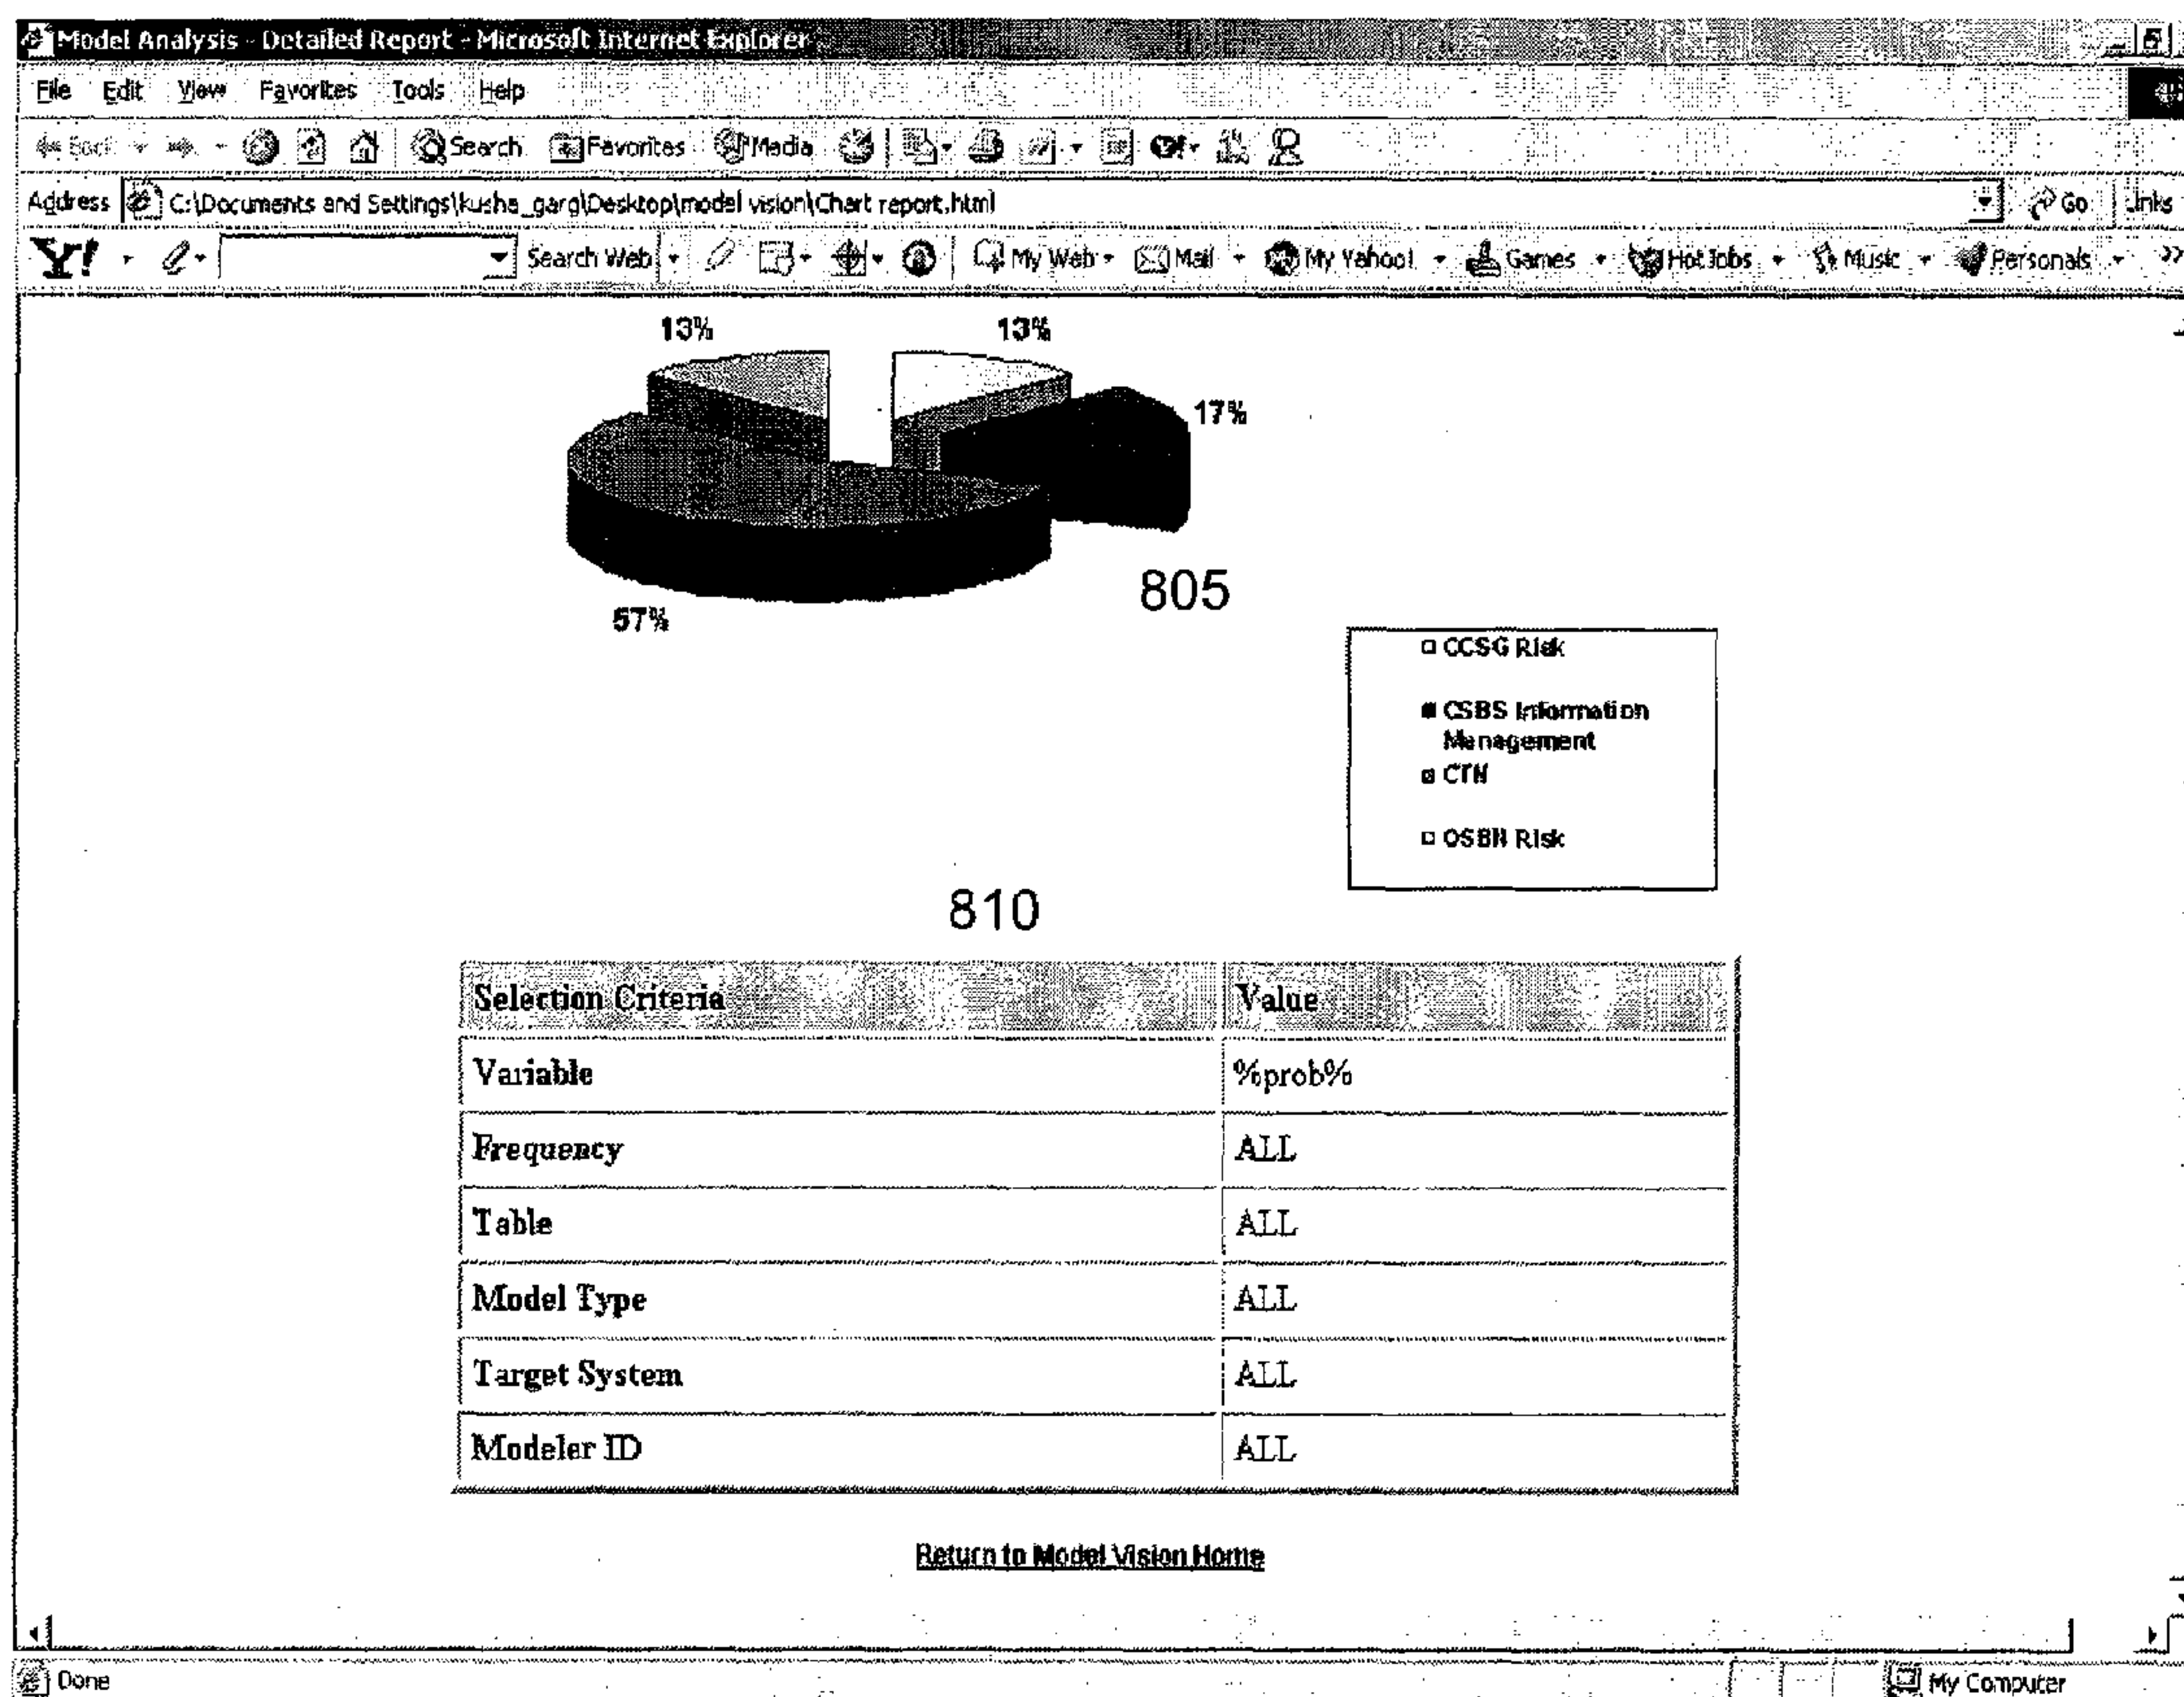 Model Analysis - Detailed Report - Microsoft Internet Explorer
File Edit View Favorites Tools Help
Back Search Favorites Media
Address C:\Documents and Settings\kusha_garg\Desktop\model vision\Chart report.html Go Links
Y! Search Web My Web Mail My Yahoo! Games HotJobs Music Personals »
13% 13%
17%
57%
805
CCSG Risk
CSBS Information
Management
CTN
OSBN Risk
810
Selection Criteria Value
Variable %prob%
Frequency ALL
Table ALL
Model Type ALL
Target System ALL
Modeler ID ALL
Return to Model Vision Home
Done My Computer